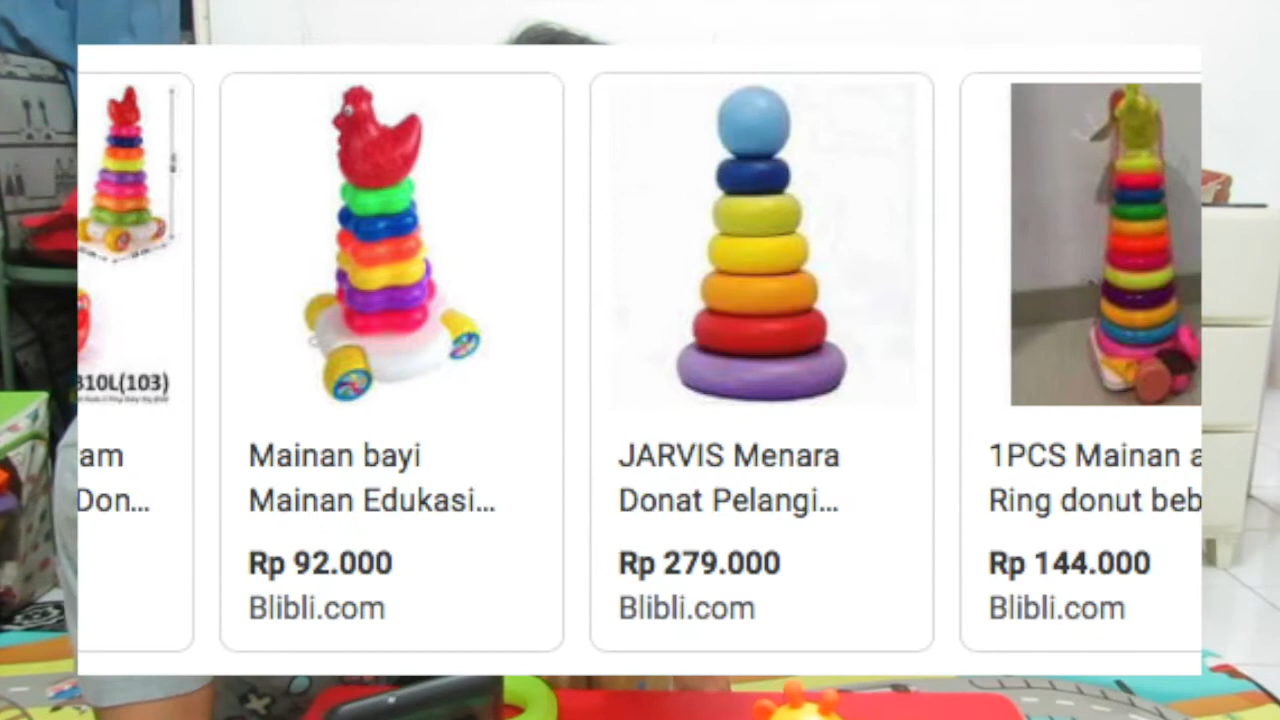 310L(103)
am
Don...
Mainan bayi
Mainan Edukasi...
Rp 92.000
Blibli.com
JARVIS Menara
Donat Pelangi...
Rp 279.000
Blibli.com
1PCS Mainan a
Ring donut beb
Rp 144.000
Blibli.com